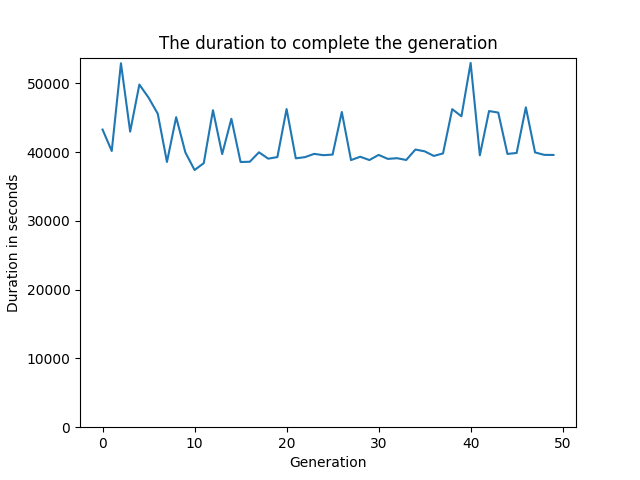 The duration to complete the generation
Duration in seconds
50000
40000
30000
20000
10000
0
0 10 20 30 40 50
Generation